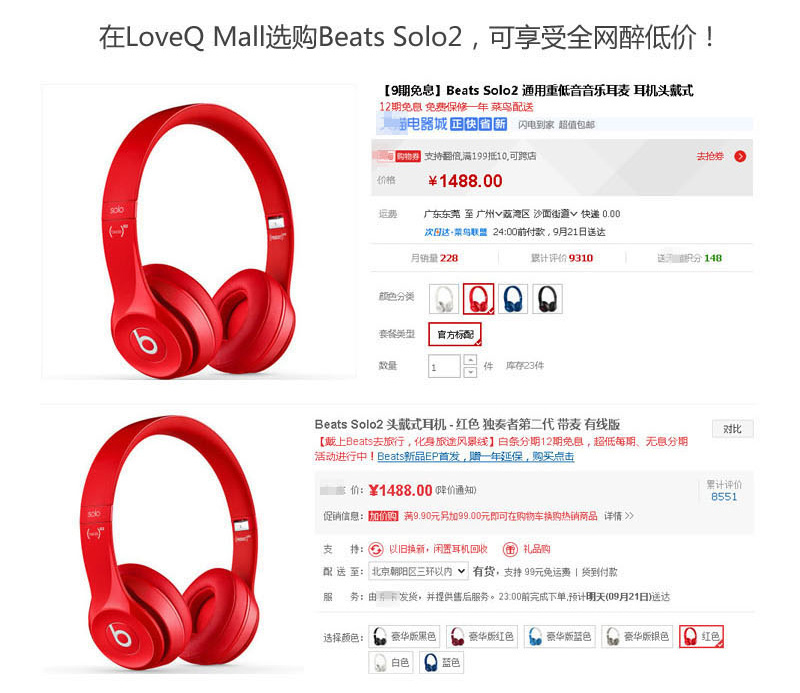 在LoveQ Mall选购Beats Solo2，可享受全网醉低价！
【9期免息】Beats Solo2 通用重低音音乐耳麦 耳机头戴式
12期免息 免费保修一年 菜鸟配送
电器城 正 快 省 新 闪电到家 超值包邮
购物券 支持翻倍,满199抵10,可跨店 去抢券
价格 ¥1488.00
运费 广东东莞 至 广州 荔湾区 沙面街道 快递 0.00
次日达·菜鸟联盟 24:00前付款，9月21日送达
月销量 228 累计评价 9310 送 积分 148
solo
颜色分类
套餐类型 官方标配
数量 1 件 库存23件
Beats Solo2 头戴式耳机 - 红色 独奏者第二代 带麦 有线版 对比
【戴上Beats去旅行，化身旅途风景线】白条分期12期免息，超低每期、无息分期
活动进行中！Beats新品EP首发，赠一年延保，购买点击
价： ¥1488.00 (降价通知) 累计评价
8551
促销信息： 加价购 满9.90元另加99.00元即可在购物车换购热销商品 详情 >>
solo
支 持： 以旧换新，闲置耳机回收 礼品购
配 送 至： 北京朝阳区三环以内 有货，支持 99元免运费 | 货到付款
服 务： 由 发货，并提供售后服务。23:00前完成下单,预计明天(09月21日)送达
选择颜色： 豪华版黑色 豪华版红色 豪华版蓝色 豪华版银色 红色
白色 蓝色